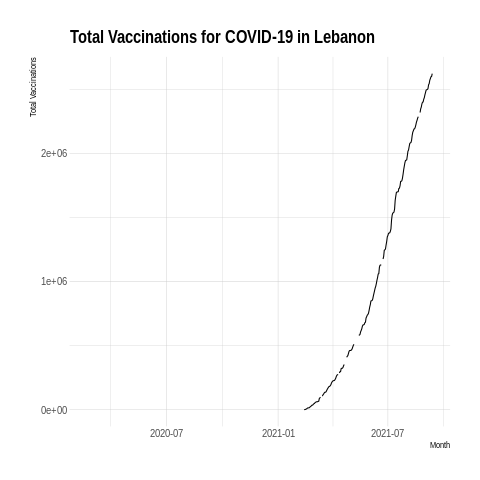 Total Vaccinations for COVID-19 in Lebanon
Total Vaccinations
2e+06
1e+06
0e+00
2020-07
2021-01
2021-07
Month